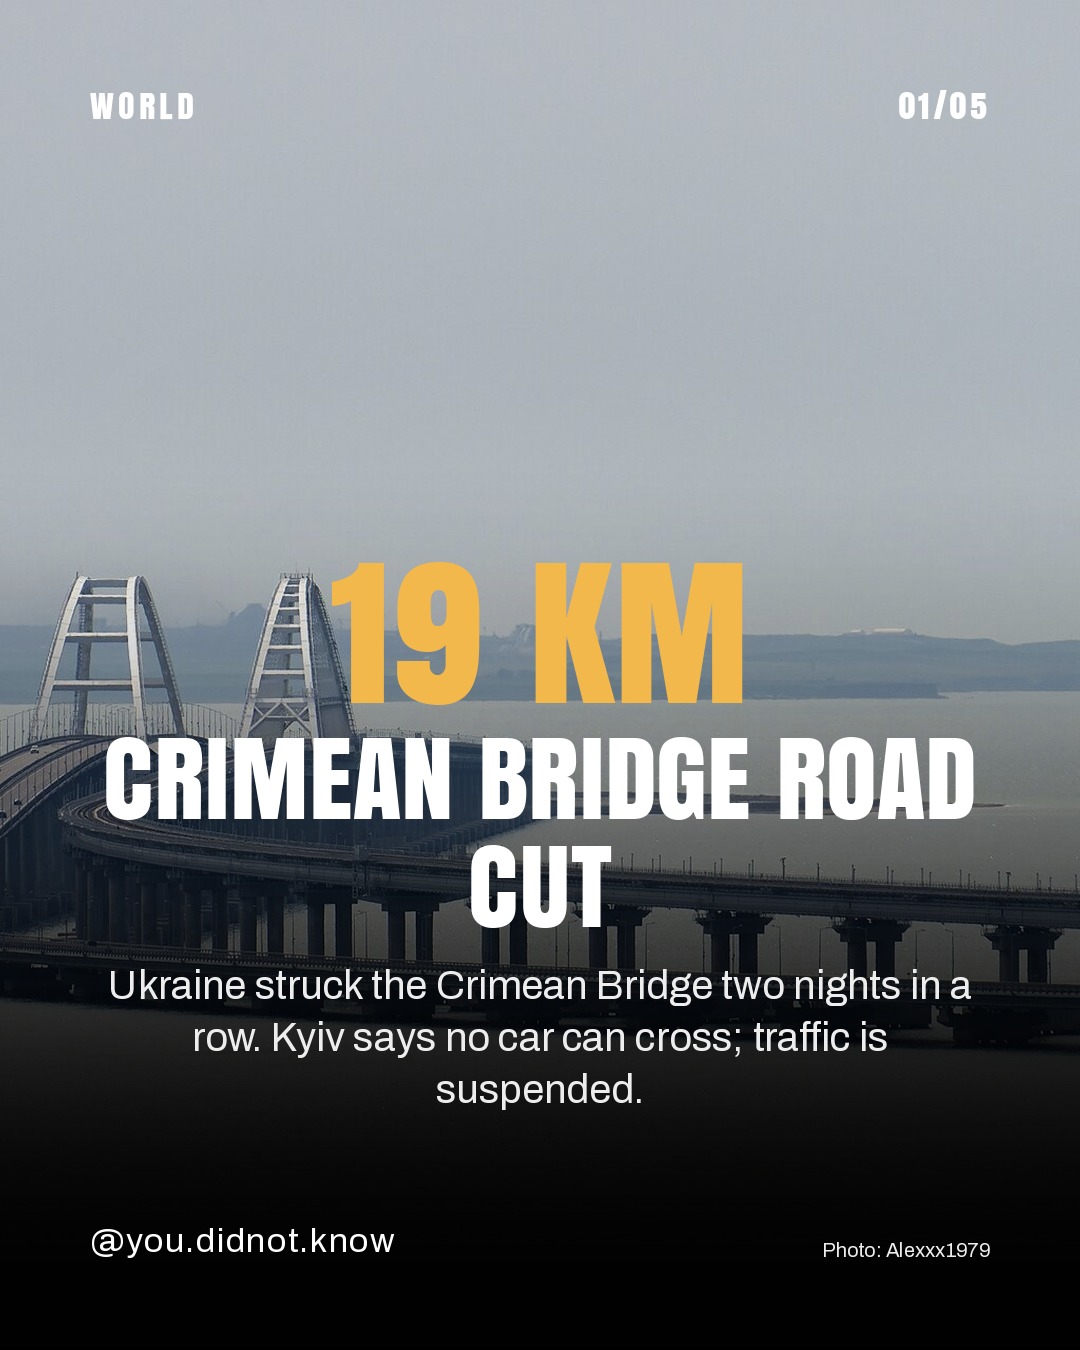 WORLD
01/05
19 KM
CRIMEAN BRIDGE ROAD
CUT
Ukraine struck the Crimean Bridge two nights in a
row. Kyiv says no car can cross; traffic is
suspended.
@you.didnot.know
Photo: Alexxx1979